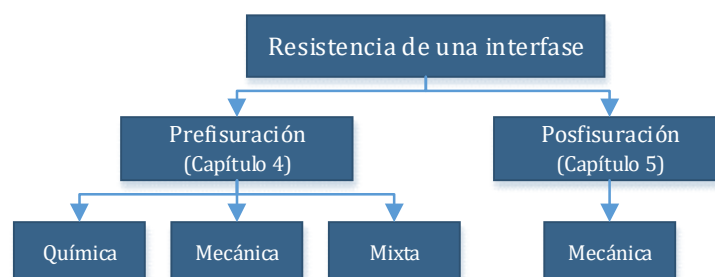 Resistencia de una interfase
Prefisuración
(Capítulo 4)
Posfisuración
(Capítulo 5)
Química
Mecánica
Mixta
Mecánica